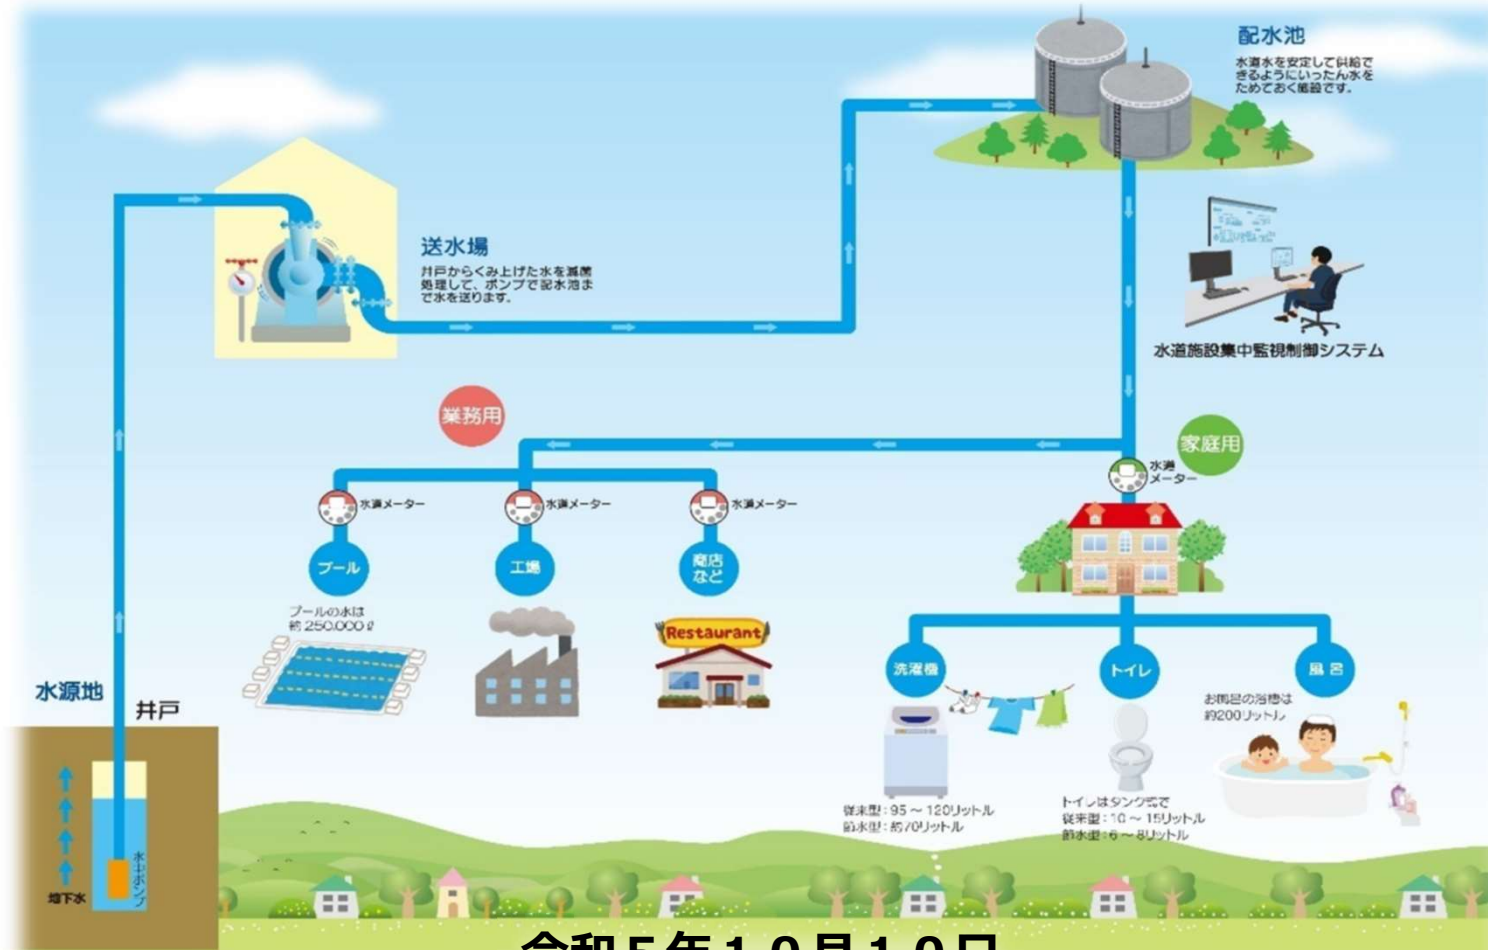 配水池
水道水を安定して供給で
きるようにいったん水を
ためておく施設です。
送水場
井戸からくみ上げた水を滅菌
処理して、ポンプで配水池ま
で水を送ります。
水道施設集中監視制御システム
業務用
家庭用
水道
メーター
水道メーター
水道メーター
水道メーター
プール
工場
商店
など
プールの水は
約250,000ℓ
Restaurant
水源地
井戸
洗濯機
トイレ
風呂
お風呂の浴槽は
約200リットル
従来型:95～120リットル
節水型:約70リットル
トイレはタンク式で
従来型:10～15リットル
節水型:6～8リットル
地下水
水中ポンプ
令和5年10月10日